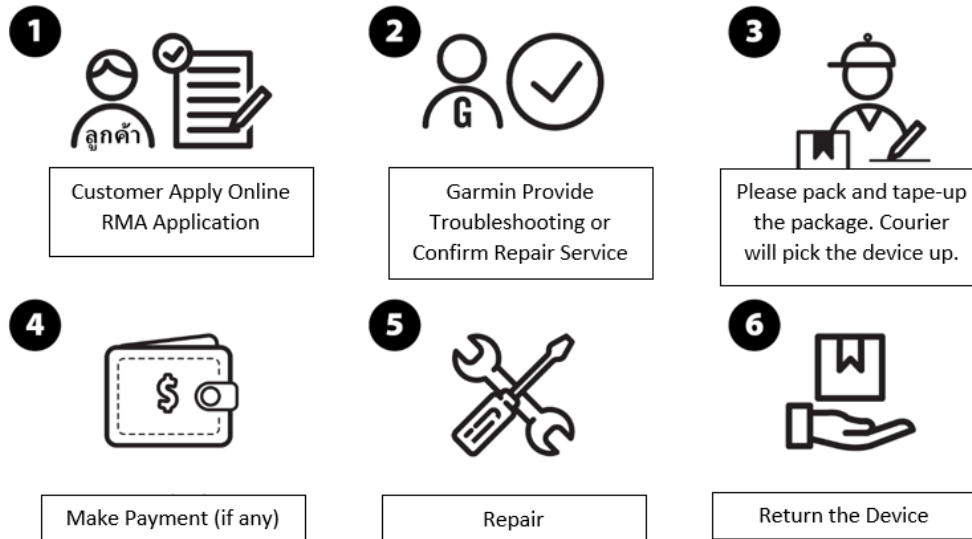 1
2
3
ลูกค้า
G
Customer Apply Online
RMA Application
Garmin Provide
Troubleshooting or
Confirm Repair Service
Please pack and tape-up
the package. Courier
will pick the device up.
4
5
6
$
Make Payment (if any)
Repair
Return the Device